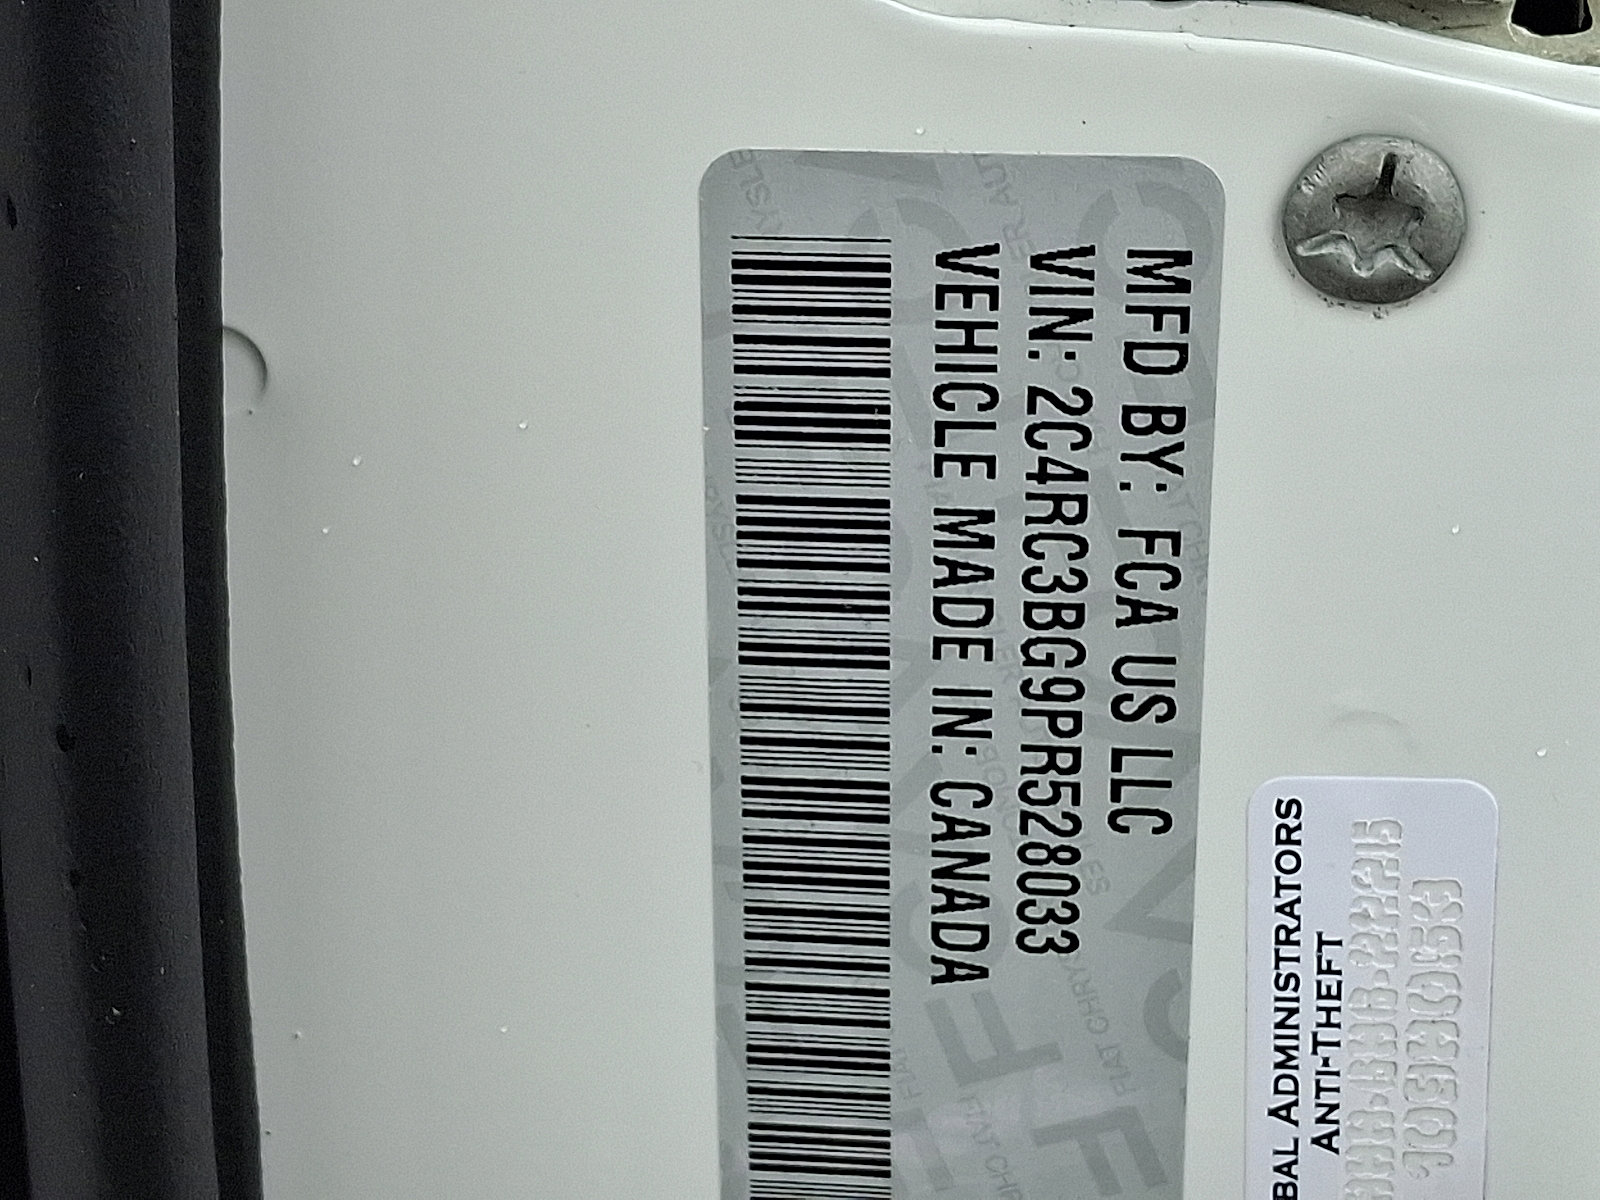 MFD BY: FCA US LLC
VIN: 2C4RC3BG9PR528033
VEHICLE MADE IN: CANADA
BAL ADMINISTRATORS
ANTI-THEFT